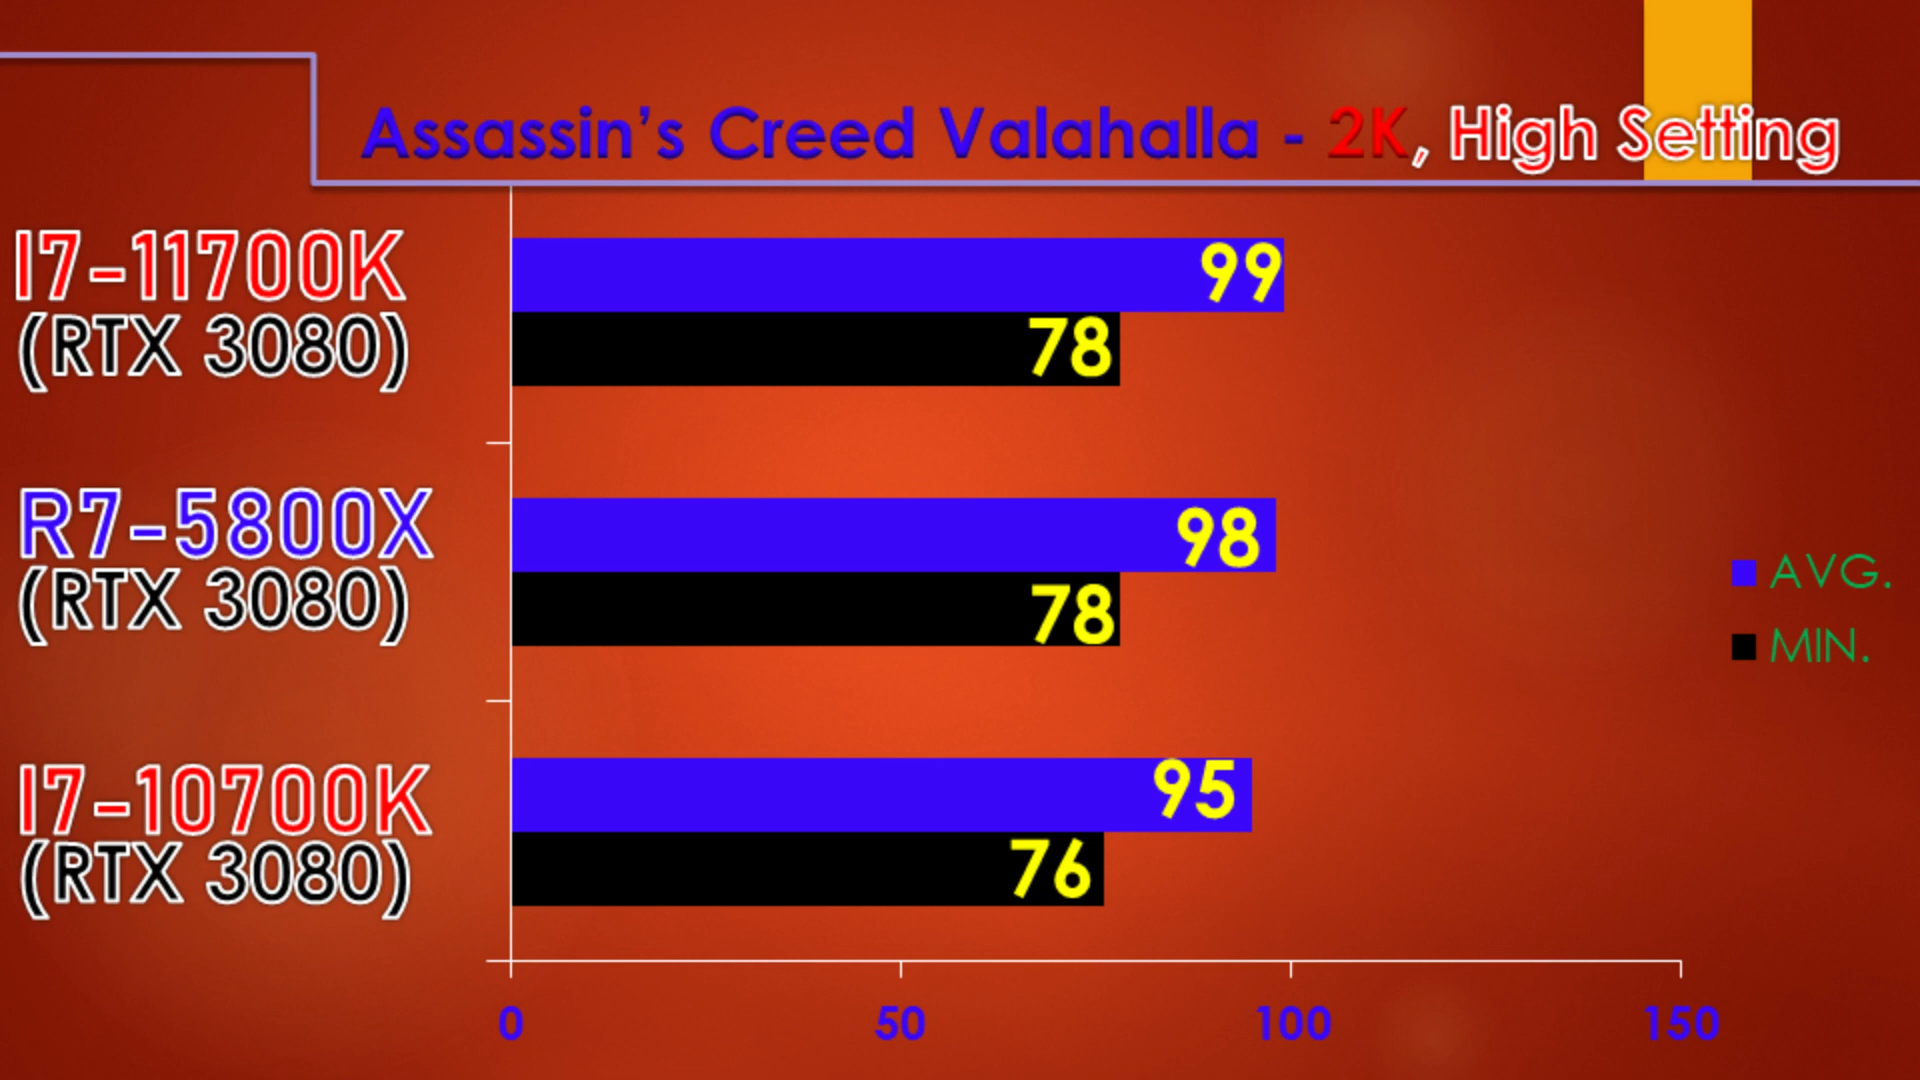 Assassin’s Creed Valahalla - 2K, High Setting
I7-11700K
(RTX 3080)
99
78
R7-5800X
(RTX 3080)
98
78
AVG.
MIN.
I7-10700K
(RTX 3080)
95
76
0 50 100 150